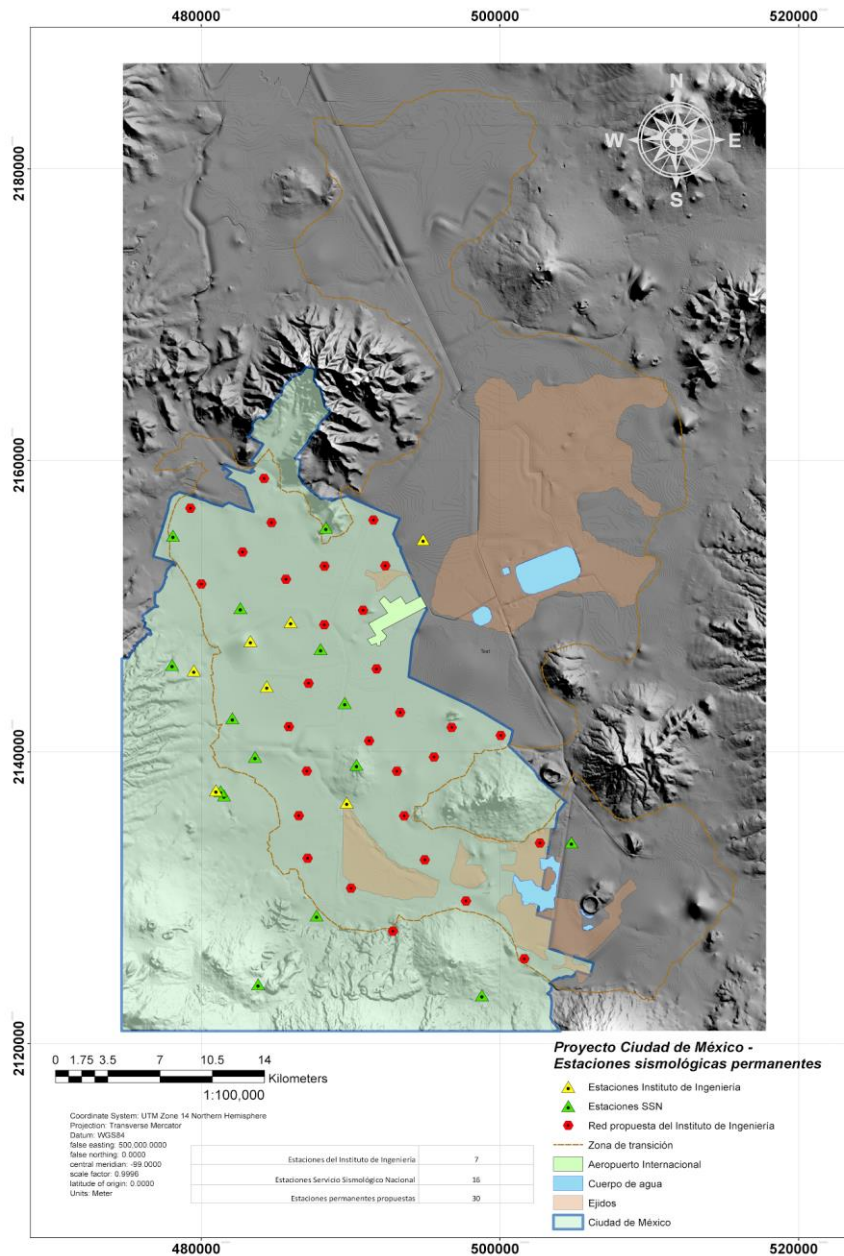 480000 500000 520000
N
W E
S
2180000 2180000
2160000 2160000
2140000 2140000
2120000 2120000
0 1.75 3.5 7 10.5 14
Kilometers
1:100,000
Coordinate System: UTM Zone 14 Northern Hemisphere
Projection: Transverse Mercator
Datum: WGS84
false easting: 500,000.0000
false northing: 0.0000
central meridian: -99.0000
scale factor: 0.9996
latitude of origin: 0.0000
Units: Meter
Estaciones del Instituto de Ingeniería 7
Estaciones Servicio Sismológico Nacional 16
Estaciones permanentes propuestas 30
Proyecto Ciudad de México -
Estaciones sismológicas permanentes
Estaciones Instituto de Ingeniería
Estaciones SSN
Red propuesta del Instituto de Ingeniería
Zona de transición
Aeropuerto Internacional
Cuerpo de agua
Ejidos
Ciudad de México
480000 500000 520000